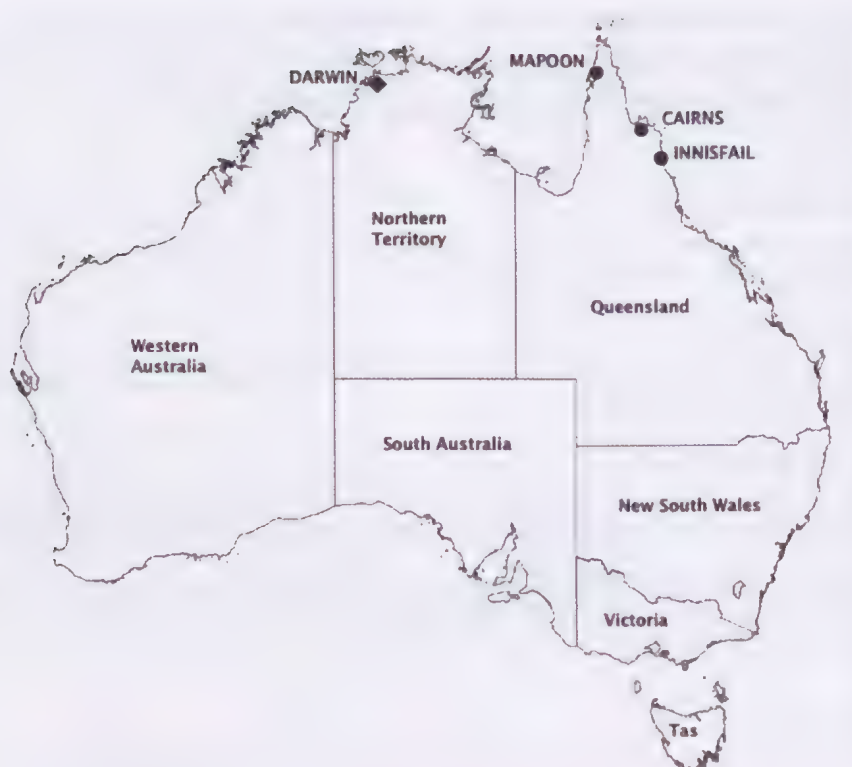 MAPOON
DARWIN
CAIRNS
INNISFAIL
Northern
Territory
Queensland
Western
Australia
South Australia
New South Wales
Victoria
Tas